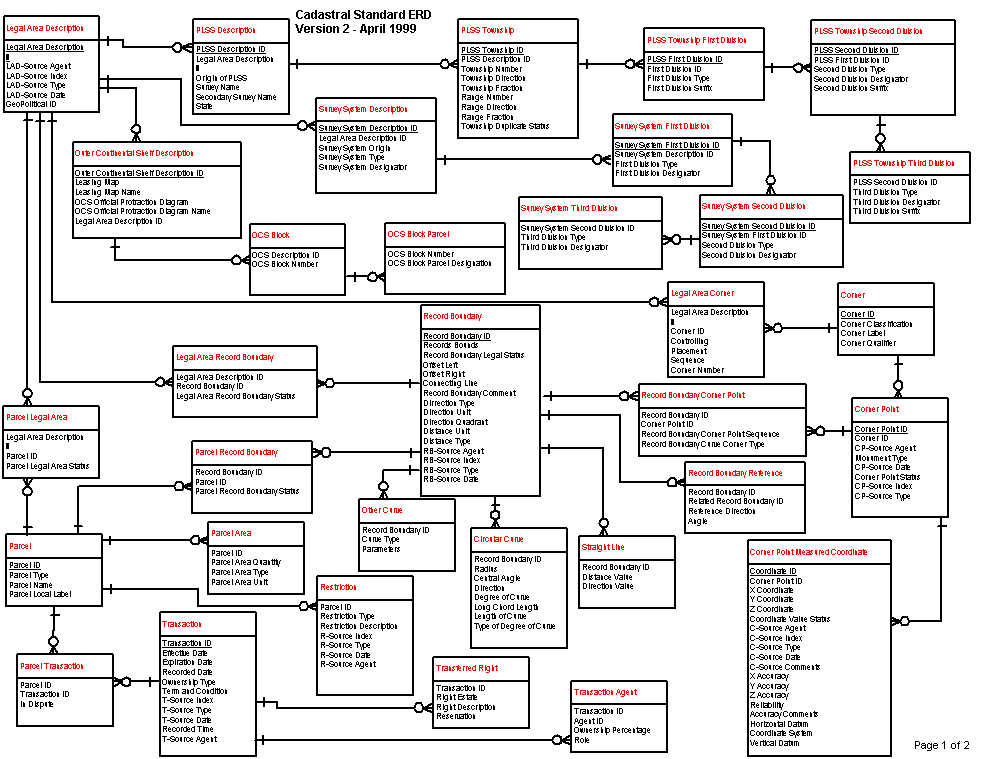 Cadastral Standard ERD
Version 2 - April 1999
Legal Area Description
Legal Area Description
LAD-Source Agent
LAD-Source Index
LAD-Source Type
LAD-Source Date
GeoPolitical ID
PLSS Description
PLSS Description ID
Legal Area Description
Origin of PLSS
Survey Name
Secondary Survey Name
State
PLSS Township
PLSS Township ID
PLSS Description ID
Township Number
Township Direction
Township Fraction
Range Number
Range Direction
Range Fraction
Township Duplicate Status
PLSS Township First Division
PLSS First Division ID
PLSS Township ID
First Division Type
First Division Designator
First Division Suffix
PLSS Township Second Division
PLSS Second Division ID
PLSS First Division ID
Second Division Type
Second Division Designator
Second Division Suffix
Survey System Description
Survey System Description ID
Legal Area Description ID
Survey System Origin
Survey System Type
Survey System Designator
Survey System First Division
Survey System First Division ID
Survey System Description ID
First Division Type
First Division Designator
PLSS Township Third Division
PLSS Second Division ID
Third Division Type
Third Division Designator
Third Division Suffix
Outer Continental Shelf Description
Outer Continental Shelf Description ID
Leasing Map
Leasing Map Name
OCS Official Protraction Diagram
OCS Official Protraction Diagram Name
Legal Area Description ID
Survey System Third Division
Survey System Second Division ID
Third Division Type
Third Division Designator
Survey System Second Division
Survey System Second Division ID
Survey System First Division ID
Second Division Type
Second Division Designator
OCS Block
OCS Description ID
OCS Block Number
OCS Block Parcel
OCS Block Number
OCS Block Parcel Designation
Legal Area Corner
Legal Area Description
Corner ID
Controlling
Placement
Sequence
Corner Number
Corner
Corner ID
Corner Classification
Corner Label
Corner Qualifier
Record Boundary
Record Boundary ID
Records Bounds
Record Boundary Legal Status
Offset Left
Offset Right
Connecting Line
Record Boundary Comment
Direction Type
Direction Unit
Direction Quadrant
Distance Unit
Distance Type
RB-Source Agent
RB-Source Index
RB-Source Type
RB-Source Date
Legal Area Record Boundary
Legal Area Description ID
Record Boundary ID
Legal Area Record Boundary Status
Record Boundary Corner Point
Record Boundary ID
Corner Point ID
Record Boundary Corner Point Sequence
Record Boundary Curve Corner Type
Corner Point
Corner Point ID
Corner ID
CP-Source Agent
Monument Type
CP-Source Date
Corner Point Status
CP-Source Index
CP-Source Type
Parcel Legal Area
Legal Area Description
Parcel ID
Parcel Legal Area Status
Parcel Record Boundary
Record Boundary ID
Parcel ID
Parcel Record Boundary Status
Record Boundary Reference
Record Boundary ID
Related Record Boundary ID
Reference Direction
Angle
Other Curve
Record Boundary ID
Curve Type
Parameters
Circular Curve
Record Boundary ID
Radius
Central Angle
Direction
Degree of Curve
Long Chord Length
Length of Curve
Type of Degree of Curve
Straight Line
Record Boundary ID
Distance Value
Direction Value
Parcel
Parcel ID
Parcel Type
Parcel Name
Parcel Local Label
Parcel Area
Parcel ID
Parcel Area Quantity
Parcel Area Type
Parcel Area Unit
Restriction
Parcel ID
Restriction Type
Restriction Description
R-Source Index
R-Source Type
R-Source Date
R-Source Agent
Corner Point Measured Coordinate
Coordinate ID
Corner Point ID
X Coordinate
Y Coordinate
Z Coordinate
Coordinate Value Status
C-Source Agent
C-Source Index
C-Source Type
C-Source Date
C-Source Comments
X Accuracy
Y Accuracy
Z Accuracy
Reliability
Accuracy Comments
Horizontal Datum
Coordinate System
Vertical Datum
Transaction
Transaction ID
Effective Date
Expiration Date
Recorded Date
Ownership Type
Term and Condition
T-Source Index
T-Source Type
T-Source Date
Recorded Time
T-Source Agent
Parcel Transaction
Parcel ID
Transaction ID
In Dispute
Transferred Right
Transaction ID
Right Estate
Right Description
Reservation
Transaction Agent
Transaction ID
Agent ID
Ownership Percentage
Role
Page 1 of 2